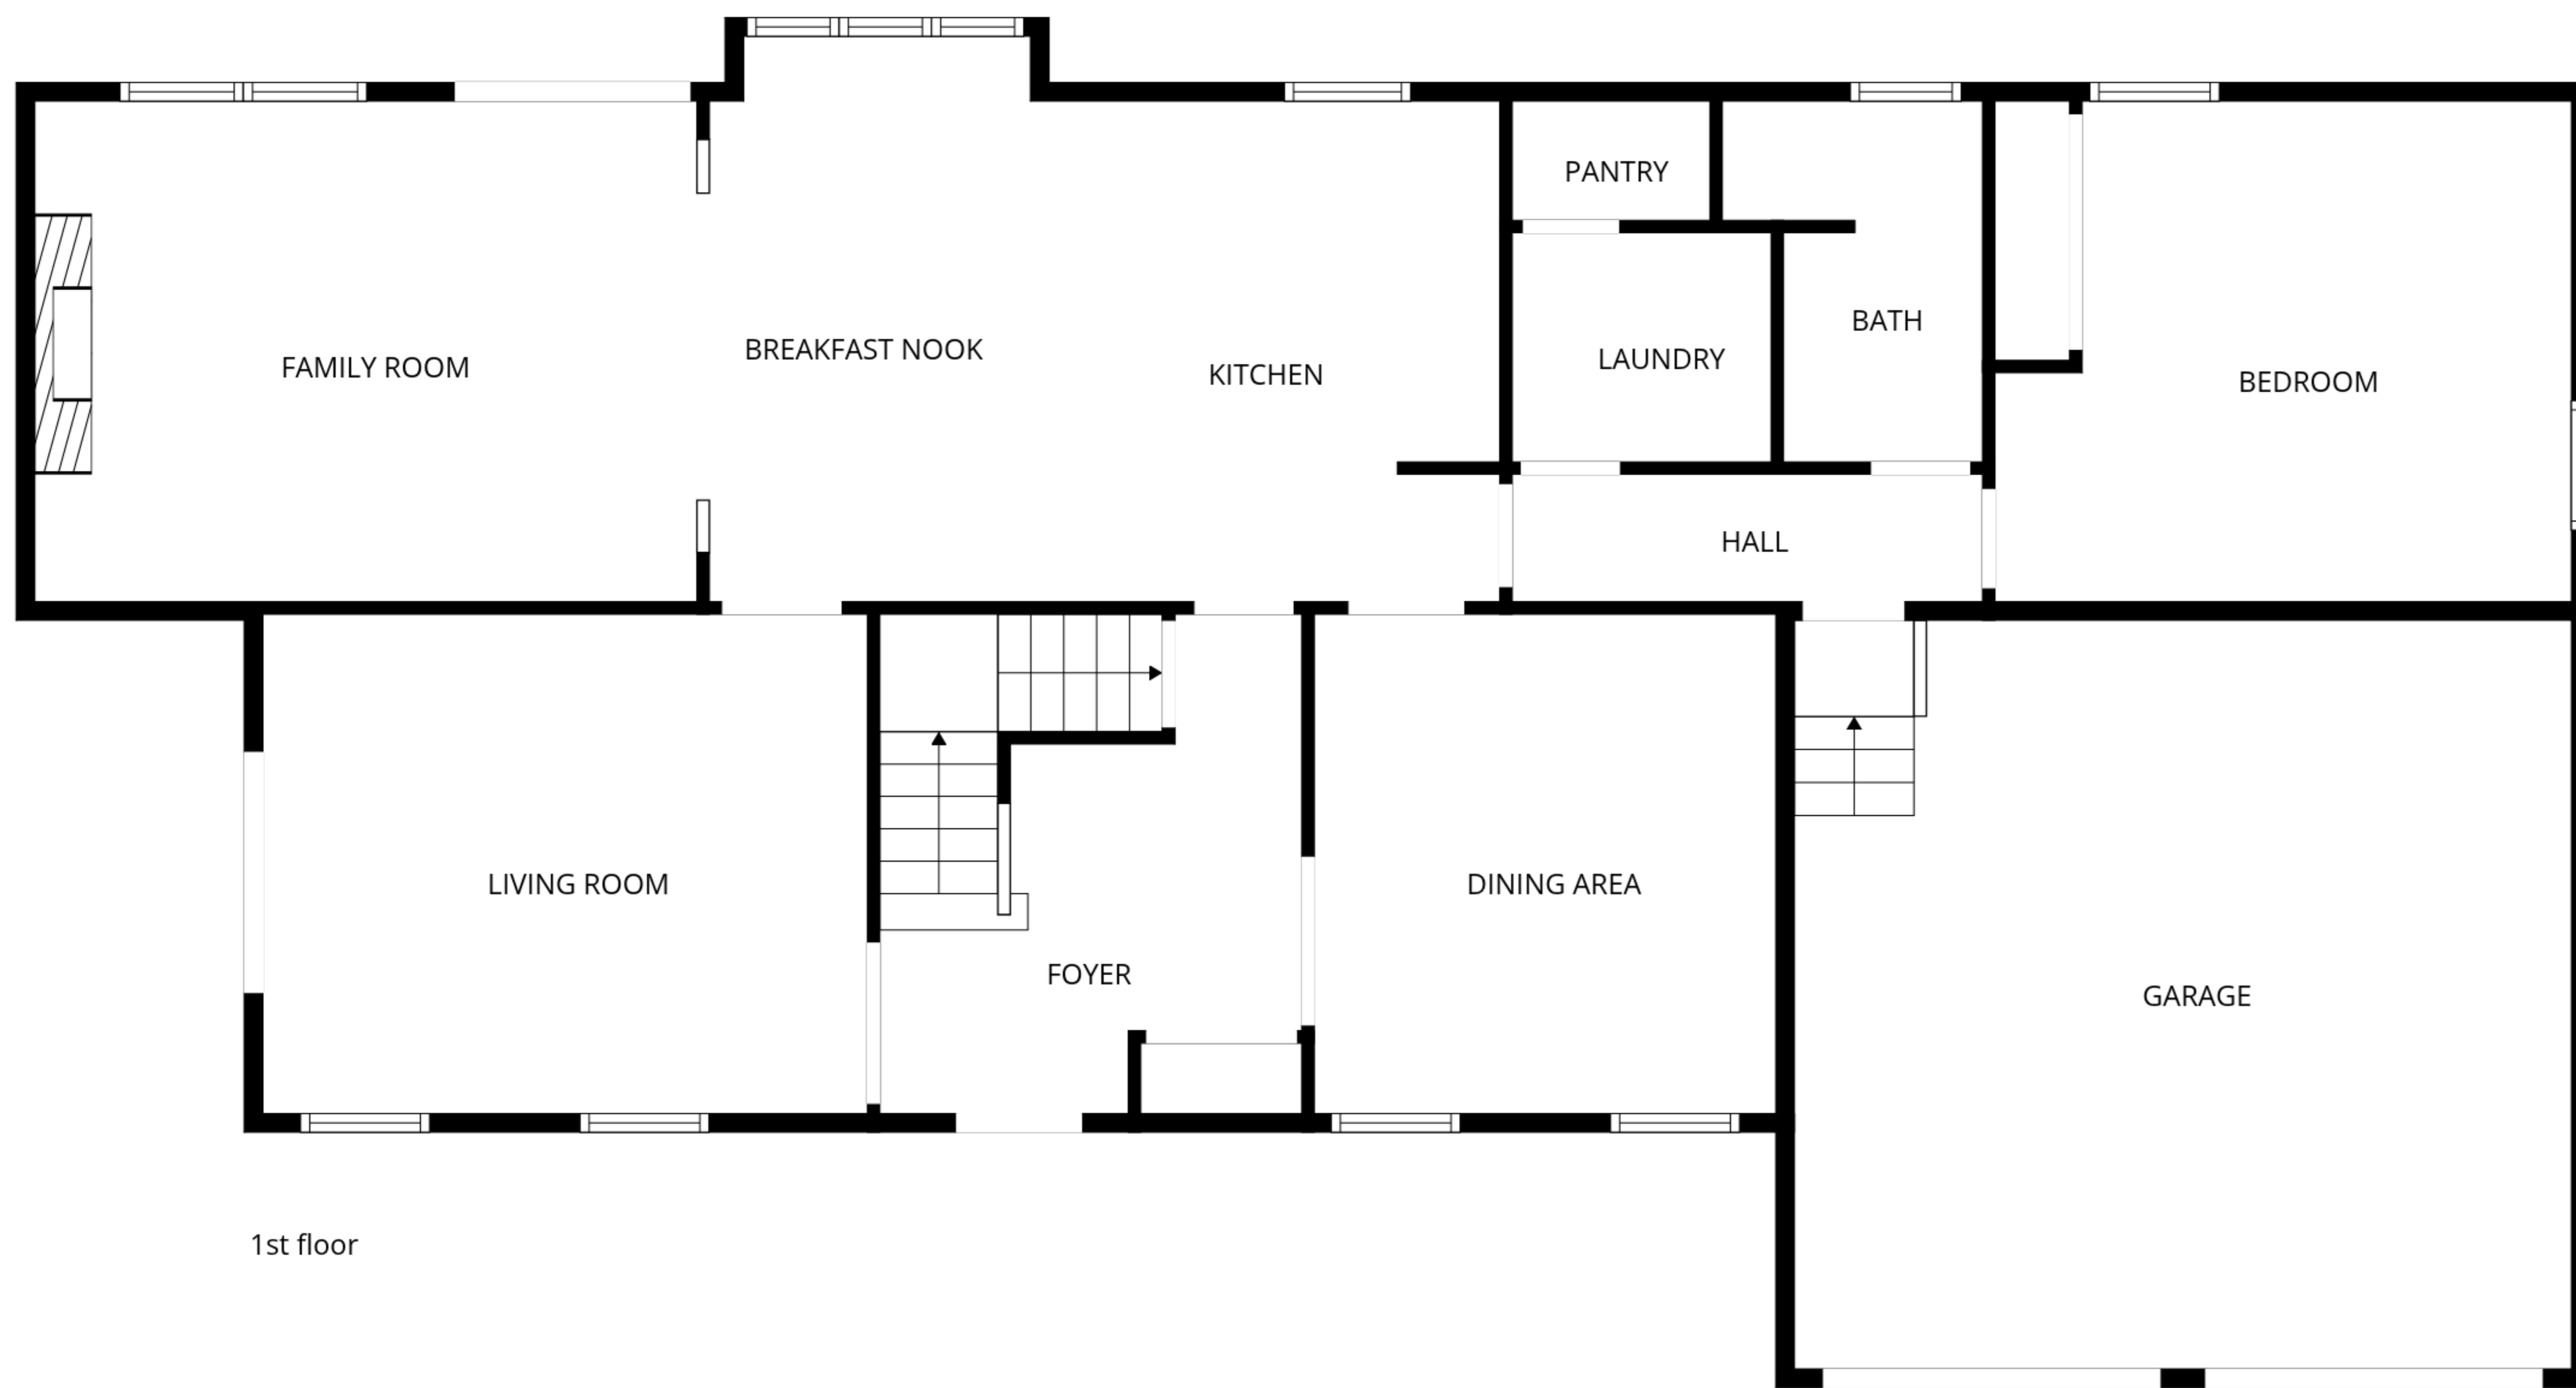 PANTRY
BATH
BREAKFAST NOOK
LAUNDRY
FAMILY ROOM
KITCHEN
BEDROOM
HALL
LIVING ROOM
DINING AREA
FOYER
GARAGE
1st floor